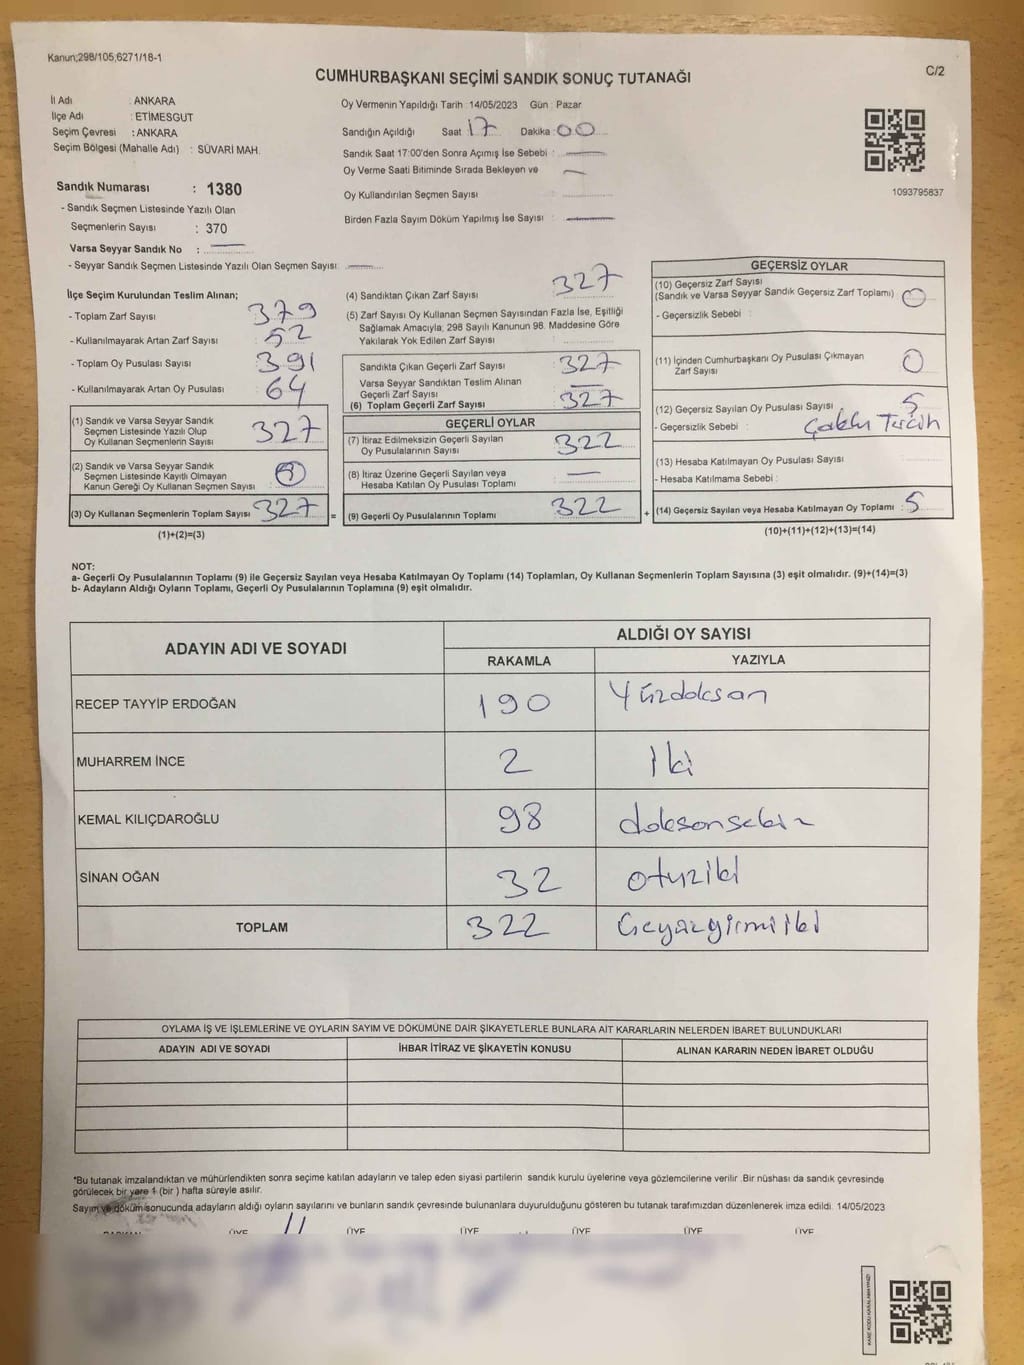 Kanun;298/105;6271/18-1
C/2
CUMHURBAŞKANI SEÇİMİ SANDIK SONUÇ TUTANAĞI
İl Adı : ANKARA
İlçe Adı : ETİMESGUT
Seçim Çevresi : ANKARA
Seçim Bölgesi (Mahalle Adı) : SÜVARİ MAH.
Oy Vermenin Yapıldığı Tarih :14/05/2023 Gün : Pazar
Sandığın Açıldığı Saat 17 Dakika : 00
Sandık Saat 17:00'den Sonra Açımış İse Sebebi :
Oy Verme Saati Bitiminde Sırada Bekleyen ve
Oy Kullandırılan Seçmen Sayısı
Birden Fazla Sayım Döküm Yapılmış İse Sayısı :
1093795837
Sandık Numarası : 1380
- Sandık Seçmen Listesinde Yazılı Olan
Seçmenlerin Sayısı : 370
Varsa Seyyar Sandık No :
- Seyyar Sandık Seçmen Listesinde Yazılı Olan Seçmen Sayısı:
İlçe Seçim Kurulundan Teslim Alınan;
- Toplam Zarf Sayısı : 379
- Kullanılmayarak Artan Zarf Sayısı : 52
- Toplam Oy Pusulası Sayısı : 391
- Kullanılmayarak Artan Oy Pusulası : 64
(1) Sandık ve Varsa Seyyar Sandık
Seçmen Listesinde Yazılı Olup
Oy Kullanan Seçmenlerin Sayısı : 327
(2) Sandık ve Varsa Seyyar Sandık
Seçmen Listesinde Kayıtlı Olmayan
Kanun Gereği Oy Kullanan Seçmen Sayısı
(3) Oy Kullanan Seçmenlerin Toplam Sayısı : 327
(1)+(2)=(3)
=
(4) Sandıktan Çıkan Zarf Sayısı : 327
(5) Zarf Sayısı Oy Kullanan Seçmen Sayısından Fazla İse, Eşitliği
Sağlamak Amacıyla; 298 Sayılı Kanunun 98. Maddesine Göre
Yakılarak Yok Edilen Zarf Sayısı :
Sandıkta Çıkan Geçerli Zarf Sayısı : 327
Varsa Seyyar Sandıktan Teslim Alınan
Geçerli Zarf Sayısı
(6) Toplam Geçerli Zarf Sayısı : 327
GEÇERLİ OYLAR
(7) İtiraz Edilmeksizin Geçerli Sayılan
Oy Pusulalarının Sayısı : 322
(8) İtiraz Üzerine Geçerli Sayılan veya
Hesaba Katılan Oy Pusulası Toplamı :
(9) Geçerli Oy Pusulalarının Toplamı : 322
+
GEÇERSİZ OYLAR
(10) Geçersiz Zarf Sayısı
(Sandık ve Varsa Seyyar Sandık Geçersiz Zarf Toplamı) : 0
- Geçersizlik Sebebi :
(11) İçinden Cumhurbaşkanı Oy Pusulası Çıkmayan
Zarf Sayısı : 0
(12) Geçersiz Sayılan Oy Pusulası Sayısı : 5
- Geçersizlik Sebebi : Çoklu Tercih
(13) Hesaba Katılmayan Oy Pusulası Sayısı :
- Hesaba Katılmama Sebebi :
(14) Geçersiz Sayılan veya Hesaba Katılmayan Oy Toplamı : 5
(10)+(11)+(12)+(13)=(14)
NOT:
a- Geçerli Oy Pusulalarının Toplamı (9) ile Geçersiz Sayılan veya Hesaba Katılmayan Oy Toplamı (14) Toplamları, Oy Kullanan Seçmenlerin Toplam Sayısına (3) eşit olmalıdır. (9)+(14)=(3)
b- Adayların Aldığı Oyların Toplamı, Geçerli Oy Pusulalarının Toplamına (9) eşit olmalıdır.
ADAYIN ADI VE SOYADI
ALDIĞI OY SAYISI
RAKAMLA YAZIYLA
RECEP TAYYİP ERDOĞAN 190 Yüzdoksan
MUHARREM İNCE 2 İki
KEMAL KILIÇDAROĞLU 98 doksansekiz
SİNAN OĞAN 32 otuziki
TOPLAM 322 üçyüzyirmiiki
OYLAMA İŞ VE İŞLEMLERİNE VE OYLARIN SAYIM VE DÖKÜMÜNE DAİR ŞİKAYETLERLE BUNLARA AİT KARARLARIN NELERDEN İBARET BULUNDUKLARI
ADAYIN ADI VE SOYADI İHBAR İTİRAZ VE ŞİKAYETİN KONUSU ALINAN KARARIN NEDEN İBARET OLDUĞU
*Bu tutanak imzalandıktan ve mühürlendikten sonra seçime katılan adayların ve talep eden siyasi partilerin sandık kurulu üyelerine veya gözlemcilerine verilir. Bir nüshası da sandık çevresinde
görülecek bir yere 1 (bir) hafta süreyle asılır.
Sayım ve döküm sonucunda adayların aldığı oyların sayılarını ve bunların sandık çevresinde bulunanlara duyurulduğunu gösteren bu tutanak tarafımızdan düzenlenerek imza edildi. 14/05/2023
BAŞKAN ÜYE ÜYE ÜYE ÜYE ÜYE ÜYE
KARE KODU KARALAMAYINIZ!